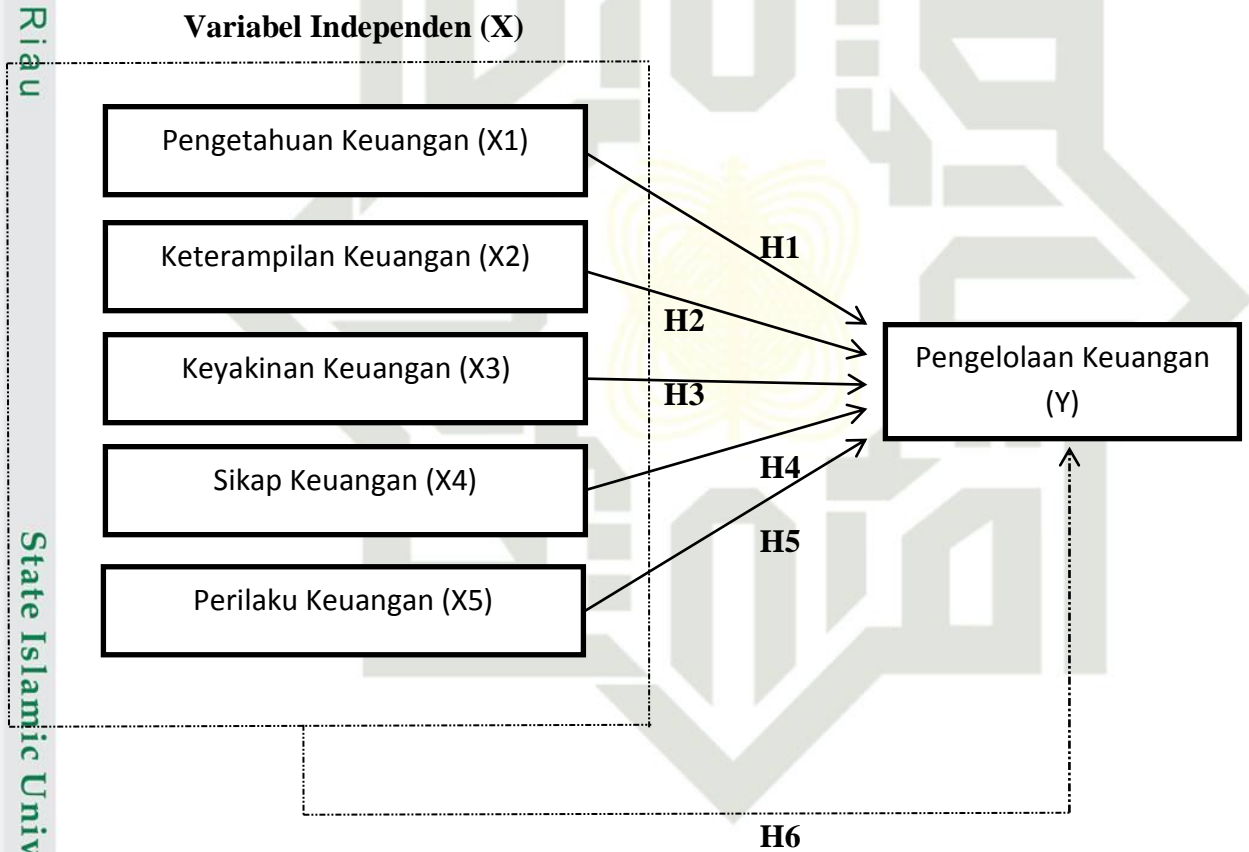 Riau
State Islamic Univ
Variabel Independen (X)
Pengetahuan Keuangan (X1)
Keterampilan Keuangan (X2)
Keyakinan Keuangan (X3)
Sikap Keuangan (X4)
Perilaku Keuangan (X5)
H1
H2
H3
H4
H5
Pengelolaan Keuangan
(Y)
H6